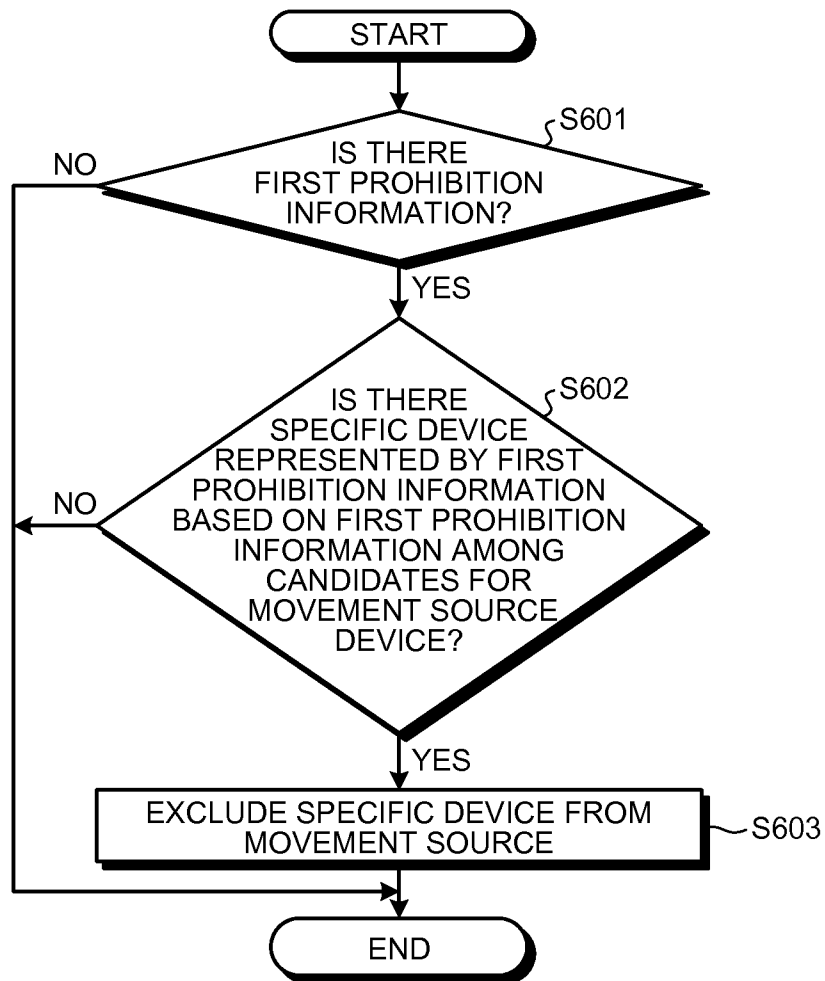 START
S601
IS THERE
FIRST PROHIBITION
INFORMATION?
NO
YES
S602
IS THERE
SPECIFIC DEVICE
REPRESENTED BY FIRST
PROHIBITION INFORMATION
BASED ON FIRST PROHIBITION
INFORMATION AMONG
CANDIDATES FOR
MOVEMENT SOURCE
DEVICE?
NO
YES
EXCLUDE SPECIFIC DEVICE FROM
MOVEMENT SOURCE
S603
END